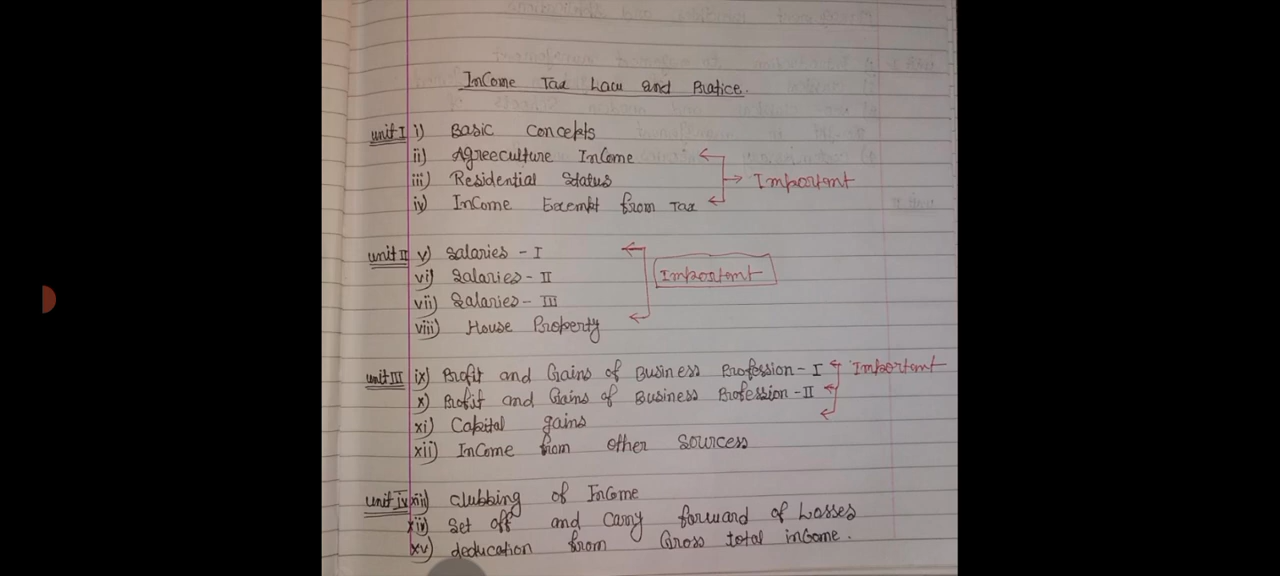 InCome Tax Law and Pratice.
unit I i) Basic Concepts
ii) Agreeculture InCome
iii) Residential Status → Important
iv) InCome Exempt from Tax
unit II v) Salaries - I
vi) Salaries - II Important
vii) Salaries - III
viii) House Property
unit III ix) Profit and Gains of Business Profession - I Important
x) Profit and Gains of Business Profession - II
xi) Capital gains
xii) InCome from other Sourcess
unit IV xiii) clubbing of InCome
xiv) Set off and Carry forward of Losses
xv) deducation from Gross total inCome.